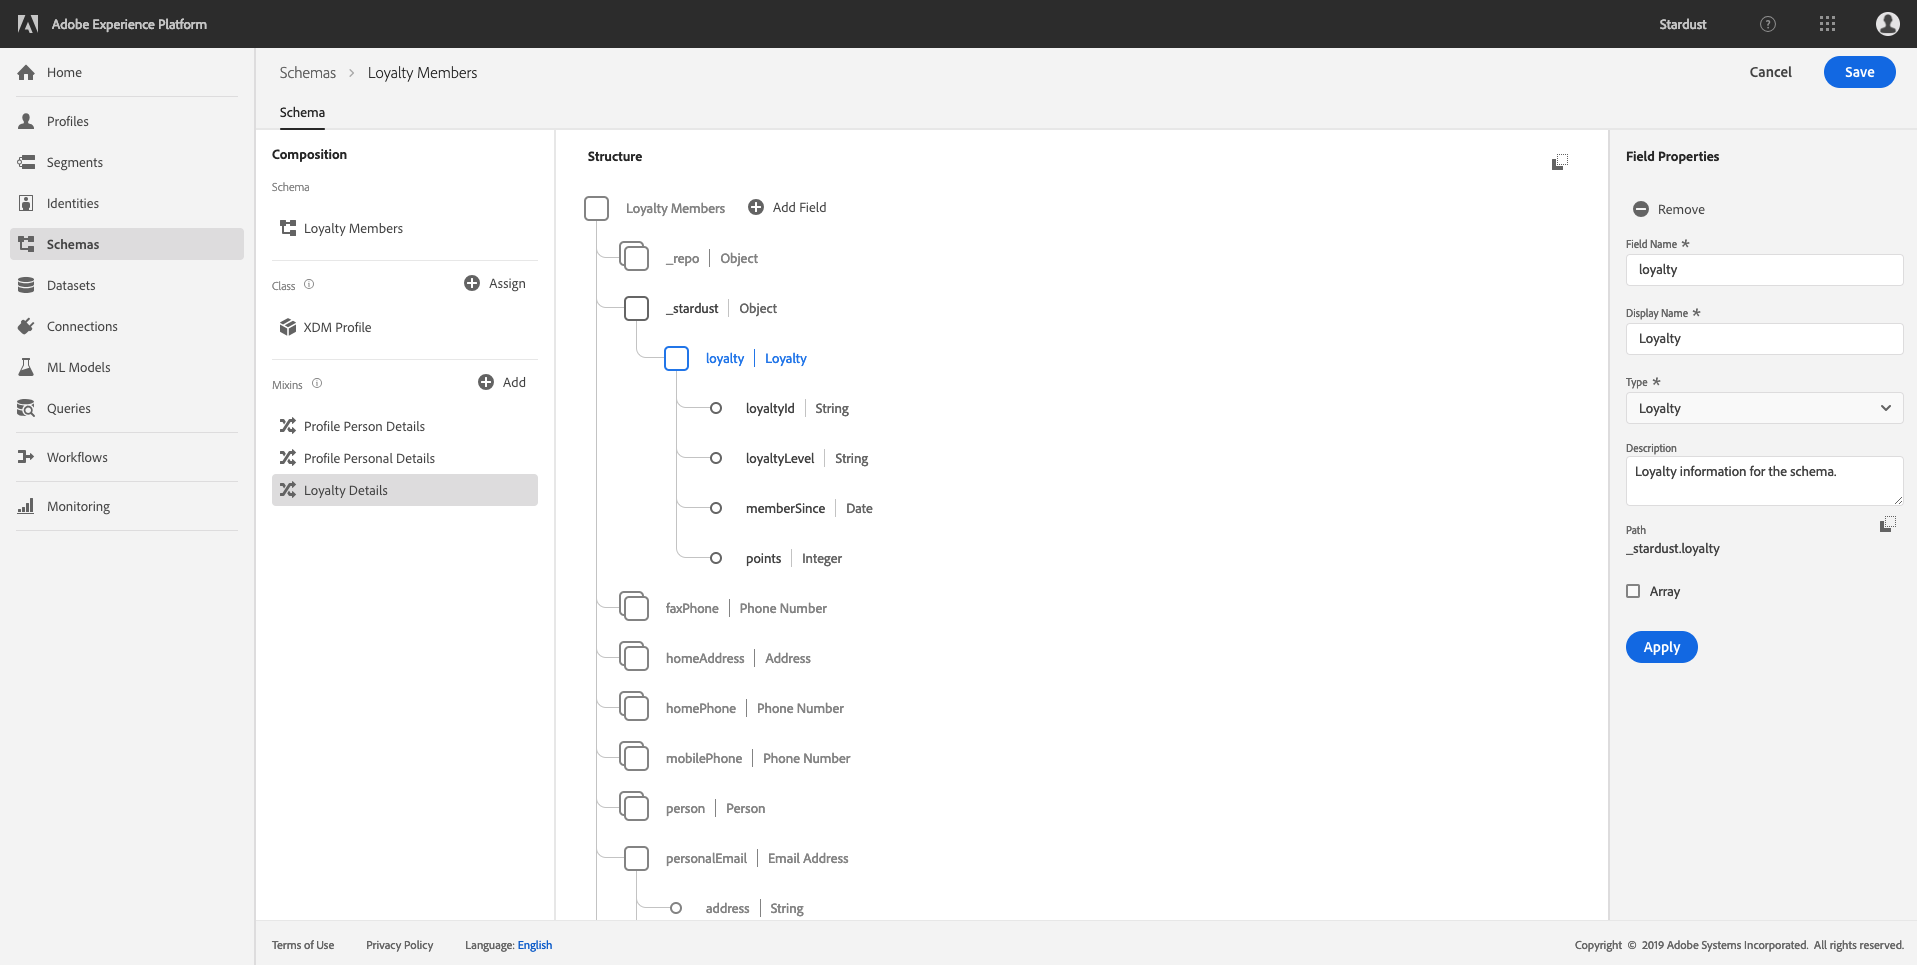 Adobe Experience Platform
Stardust
Home
Profiles
Segments
Identities
Schemas
Datasets
Connections
ML Models
Queries
Workflows
Monitoring
Schemas > Loyalty Members
Cancel
Save
Schema
Composition
Schema
Loyalty Members
Class
Assign
XDM Profile
Mixins
Add
Profile Person Details
Profile Personal Details
Loyalty Details
Structure
Loyalty Members
Add Field
_repo | Object
_stardust | Object
loyalty | Loyalty
loyaltyId | String
loyaltyLevel | String
memberSince | Date
points | Integer
faxPhone | Phone Number
homeAddress | Address
homePhone | Phone Number
mobilePhone | Phone Number
person | Person
personalEmail | Email Address
address | String
Field Properties
Remove
Field Name *
loyalty
Display Name *
Loyalty
Type *
Loyalty
Description
Loyalty information for the schema.
Path
_stardust.loyalty
Array
Apply
Terms of Use
Privacy Policy
Language: English
Copyright © 2019 Adobe Systems Incorporated. All rights reserved.